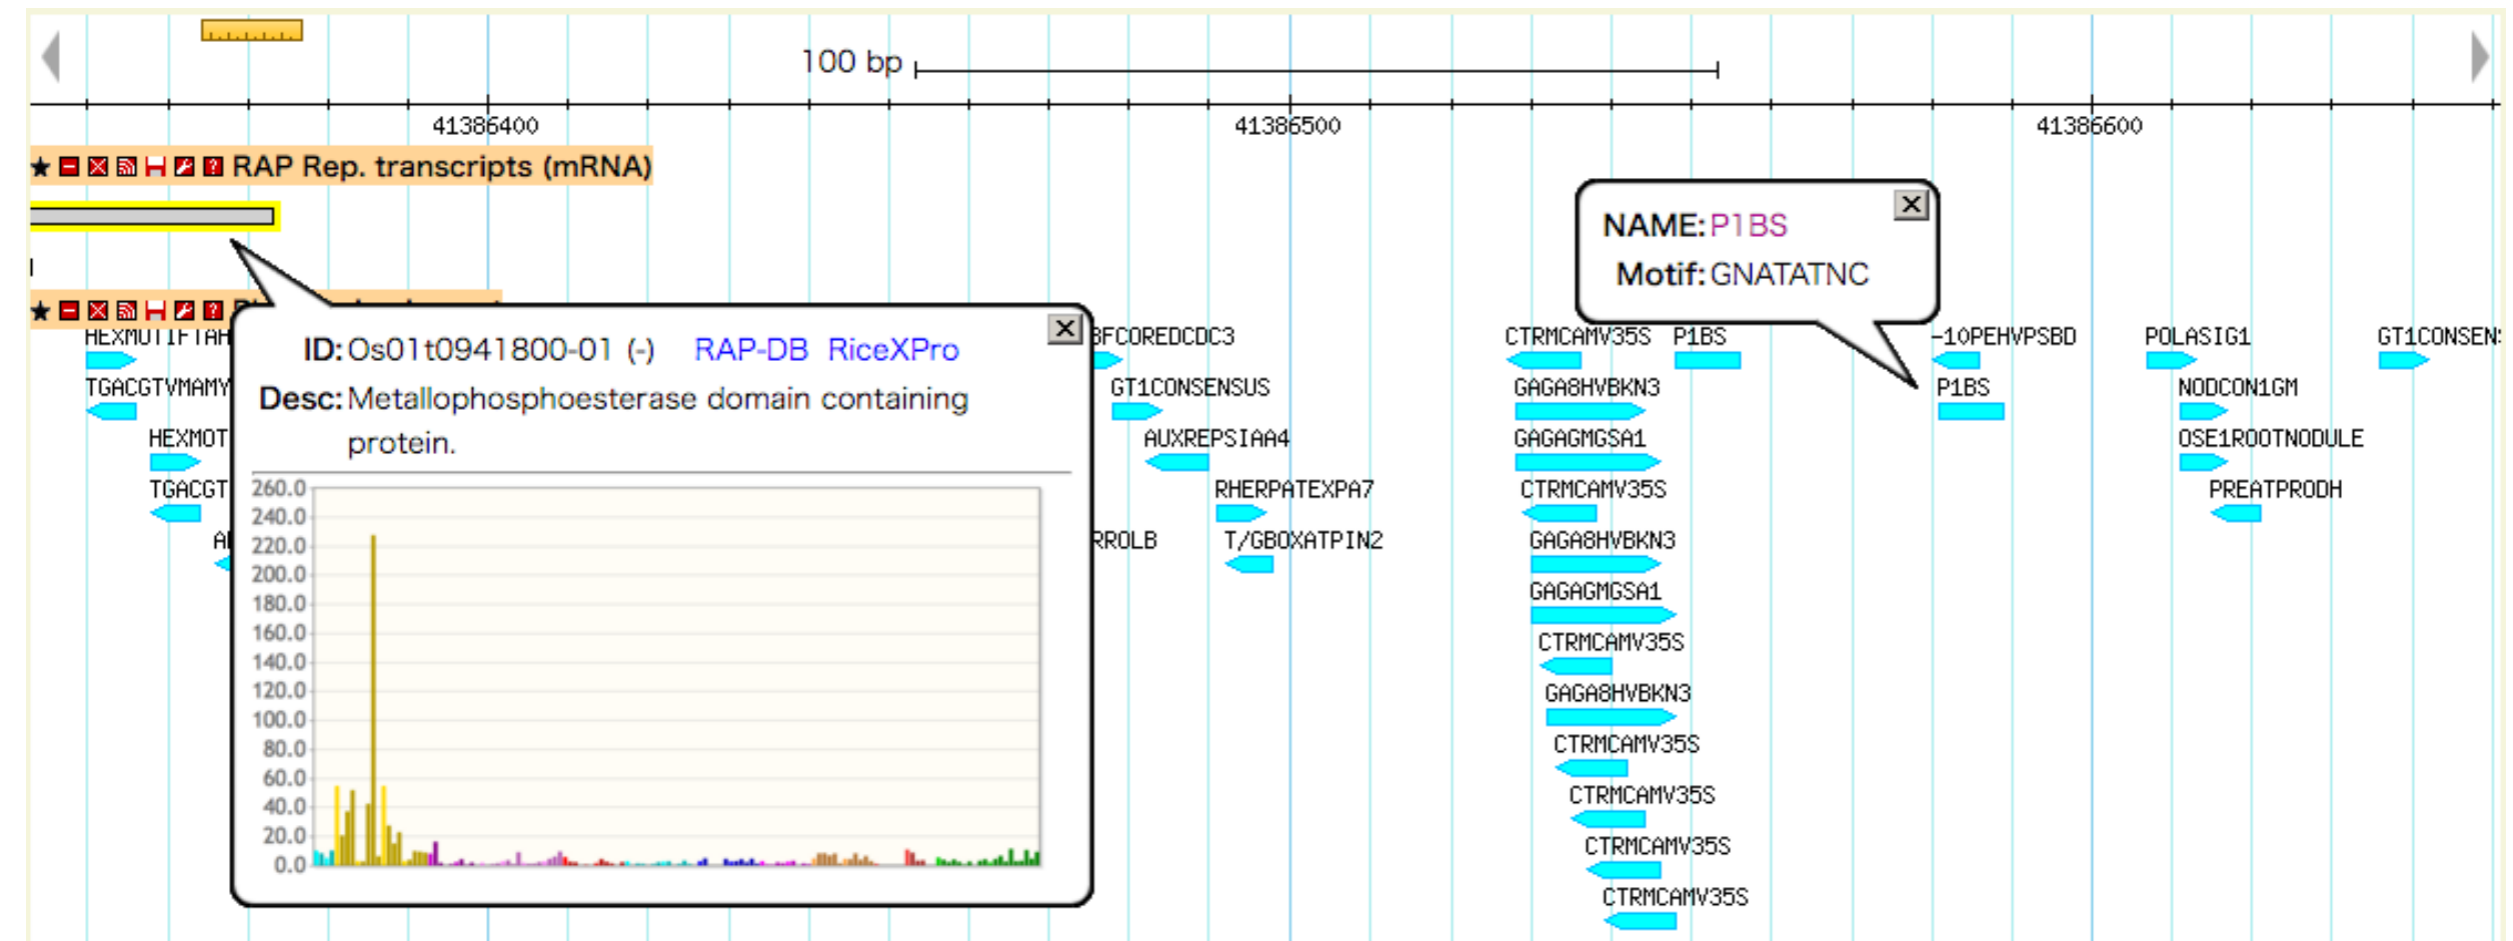 100 bp
41386400 41386500 41386600
RAP Rep. transcripts (mRNA)
NAME:P1BS
Motif:GNATATNC
HEXMOTIFTAH
BFCOREDCDC3
CTRMCAMV35S P1BS
-10PEHVPSBD
POLASIG1
GT1CONSEN
ID:Os01t0941800-01 (-) RAP-DB RiceXPro
Desc:Metallophosphoesterase domain containing
protein.
TGACGTVMAMY
GT1CONSENSUS
GAGA8HVBKN3
P1BS
NODCON1GM
HEXMOT
AUXREPSIAA4
GAGAGMGSA1
OSE1ROOTNODULE
TGACGT
RHERPATEXPA7
CTRMCAMV35S
PREATPRODH
RROLB
T/GBOXATPIN2
GAGA8HVBKN3
GAGAGMGSA1
CTRMCAMV35S
GAGA8HVBKN3
CTRMCAMV35S
CTRMCAMV35S
CTRMCAMV35S
CTRMCAMV35S
260.0
240.0
220.0
200.0
180.0
160.0
140.0
120.0
100.0
80.0
60.0
40.0
20.0
0.0